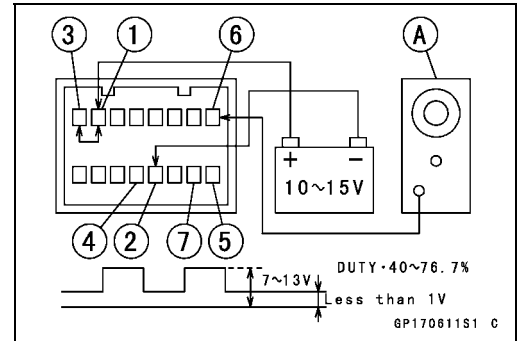 ③ ① ⑥ Ⓐ
+ −
10~15V
④ ② ⑦ ⑤
DUTY・40~76.7%
7~13V
Less than 1V
GP170611S1 C